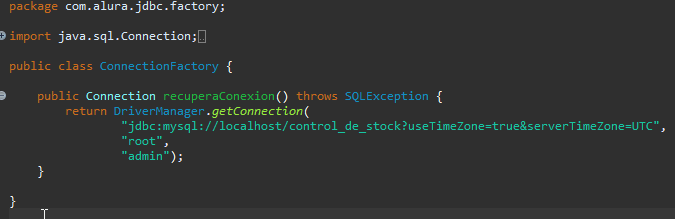 package com.alura.jdbc.factory;
import java.sql.Connection;
public class ConnectionFactory {
public Connection recuperaConexion() throws SQLException {
return DriverManager.getConnection(
"jdbc:mysql://localhost/control_de_stock?useTimeZone=true&serverTimeZone=UTC",
"root",
"admin");
}
}